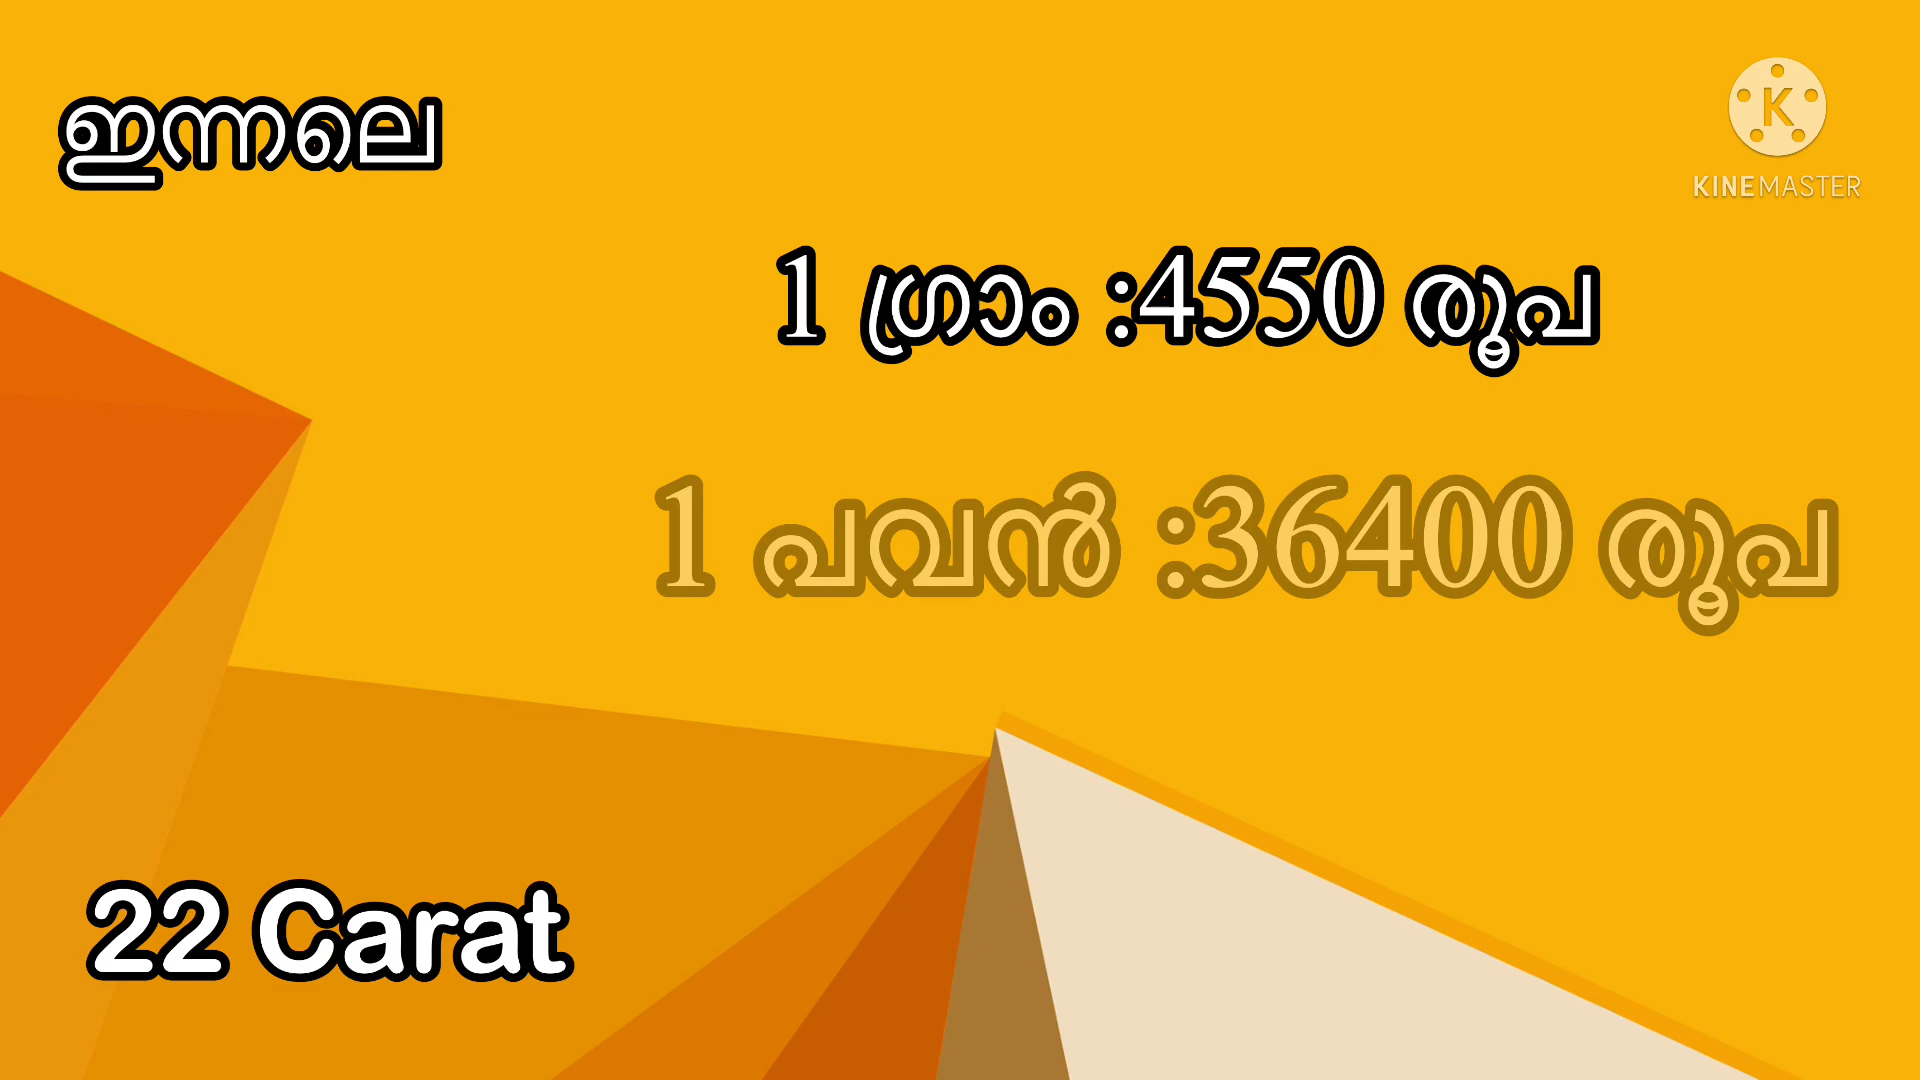 ഇന്നലെ
K
KINEMASTER
1 ഗ്രാം :4550 രൂപ
1 പവൻ :36400 രൂപ
22 Carat